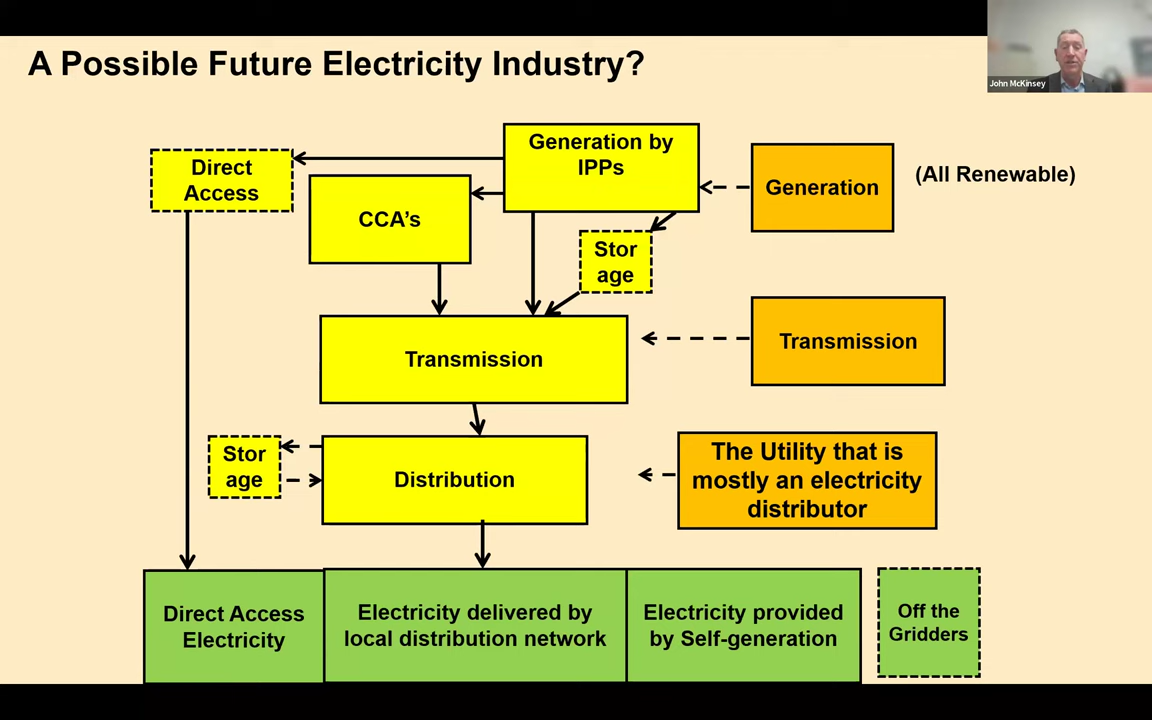 A Possible Future Electricity Industry?
John McKinsey
Direct
Access
Generation by
IPPs
CCA's
Generation
(All Renewable)
Stor
age
Transmission
Transmission
Stor
age
Distribution
The Utility that is
mostly an electricity
distributor
Direct Access
Electricity
Electricity delivered by
local distribution network
Electricity provided
by Self-generation
Off the
Gridders